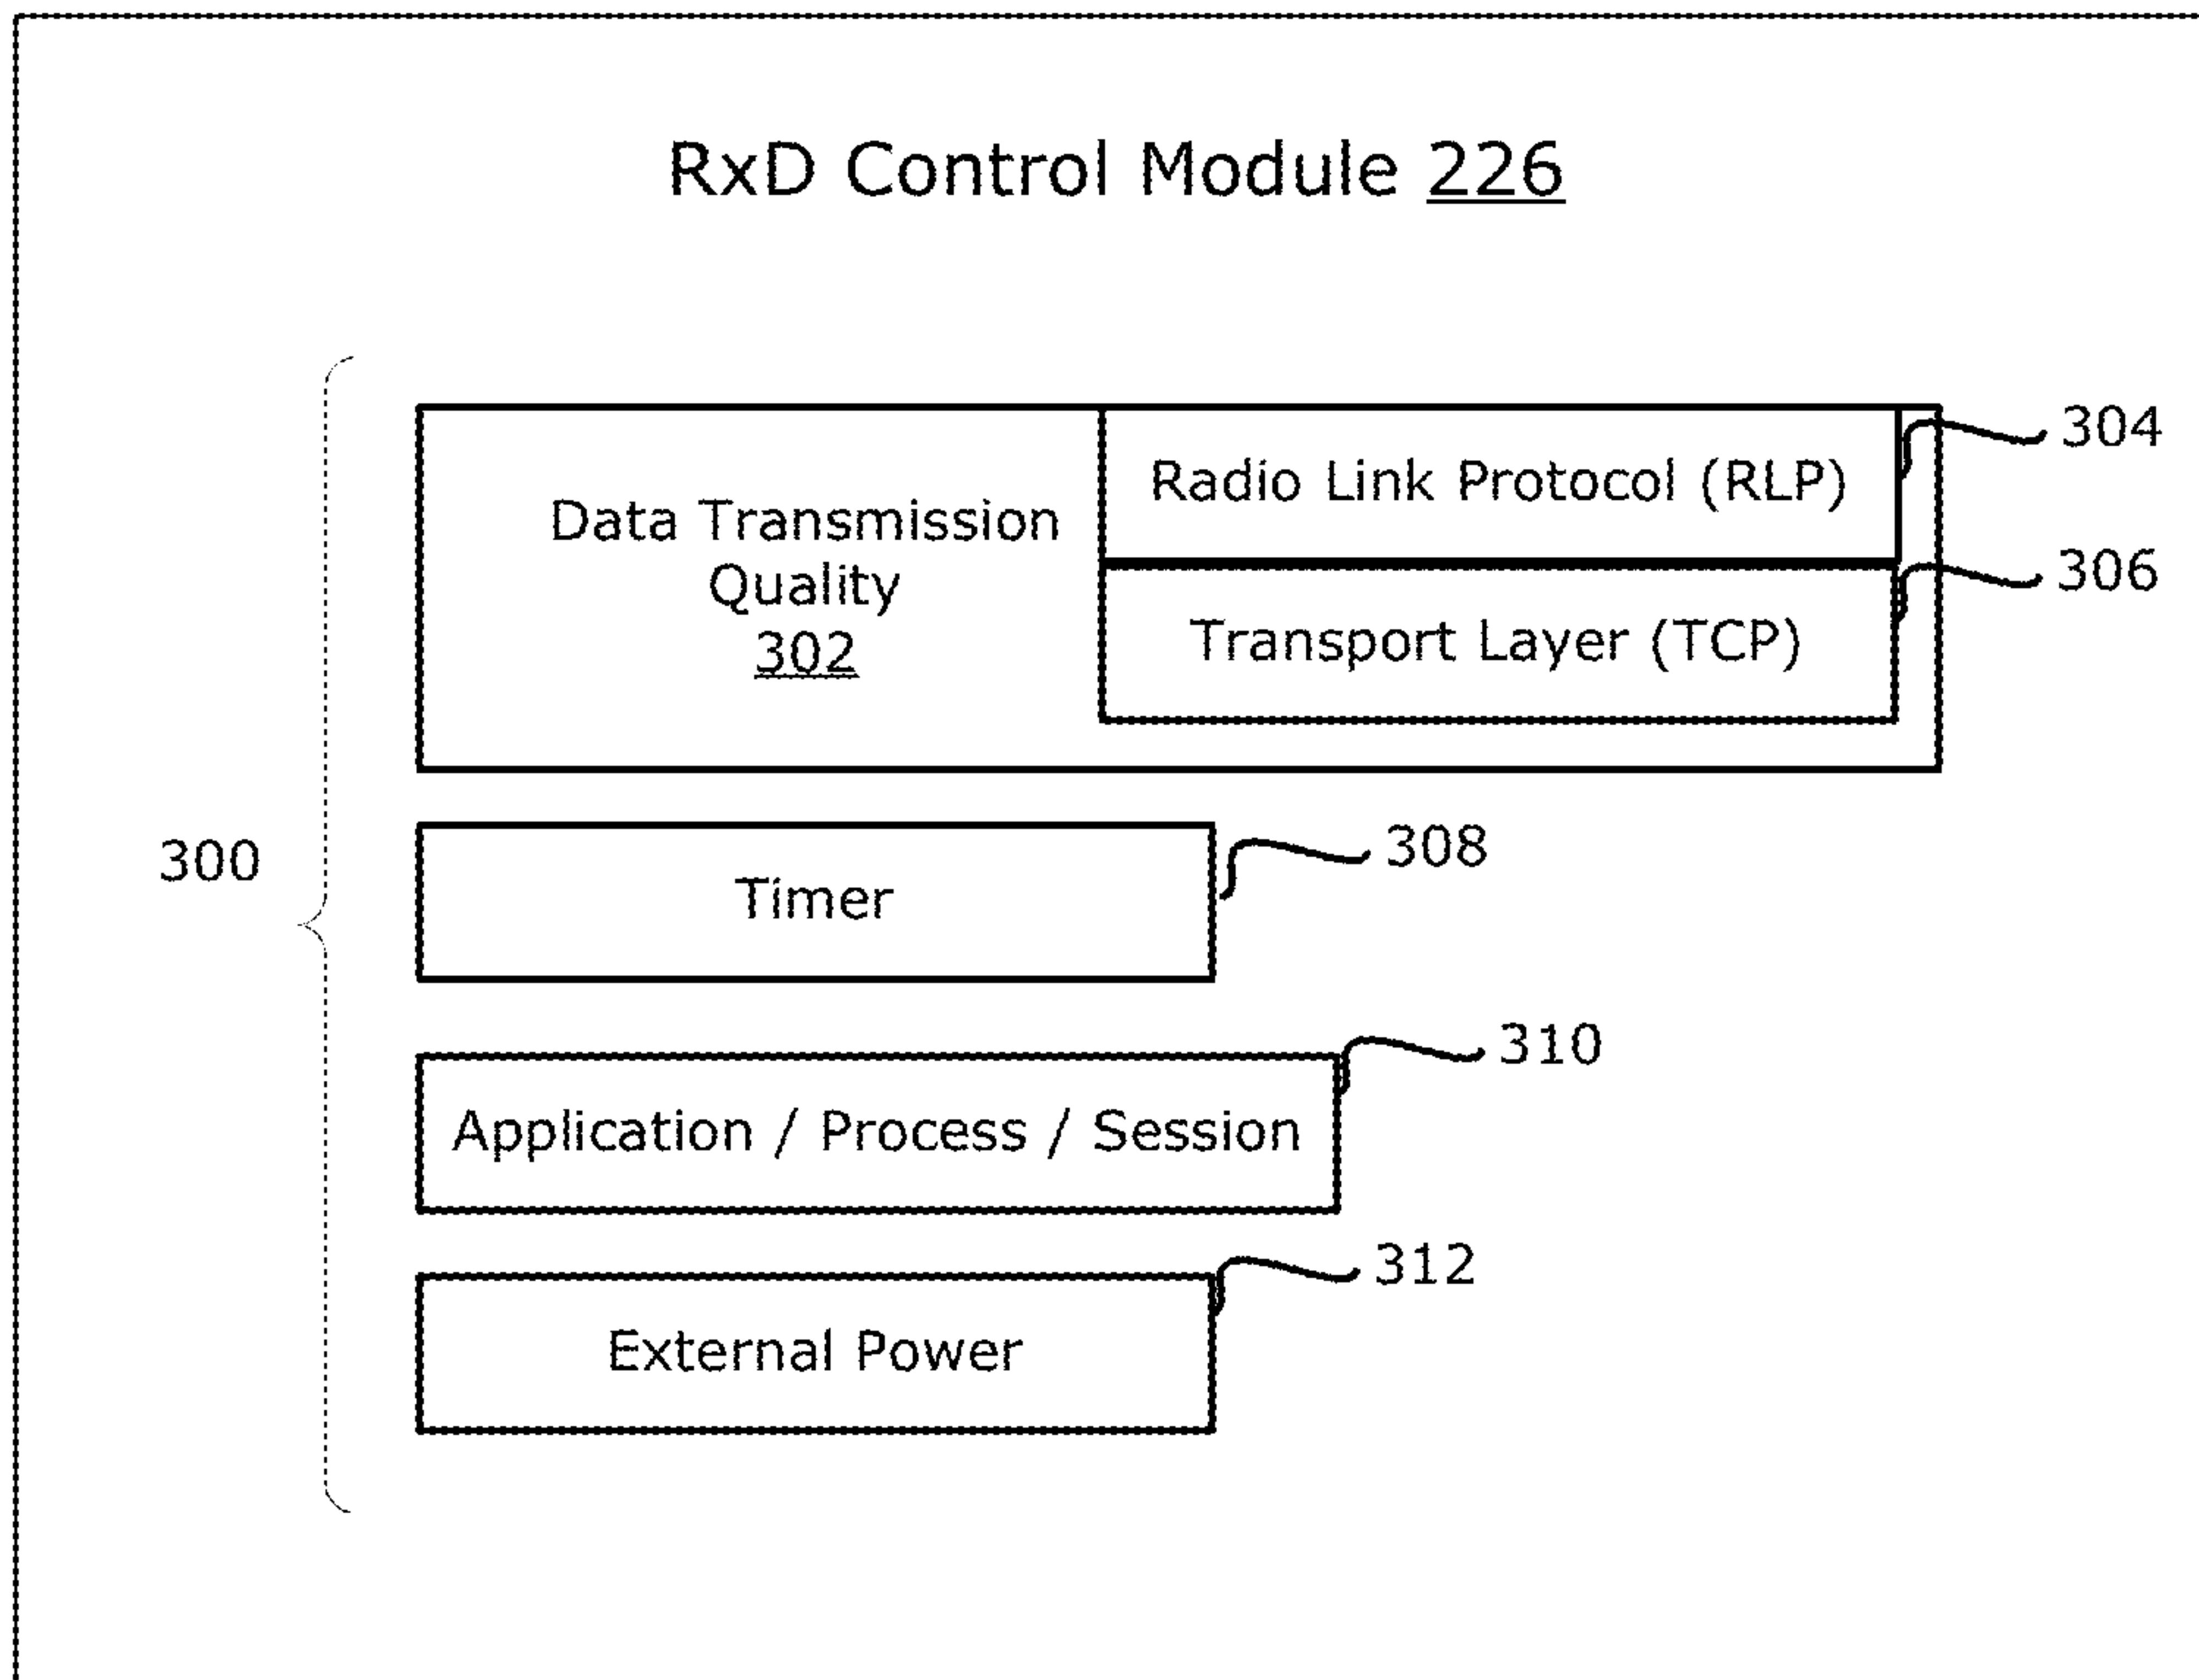 RxD Control Module 226
Radio Link Protocol (RLP)
304
Data Transmission
Quality
302
Transport Layer (TCP)
306
300
Timer
308
Application / Process / Session
310
External Power
312